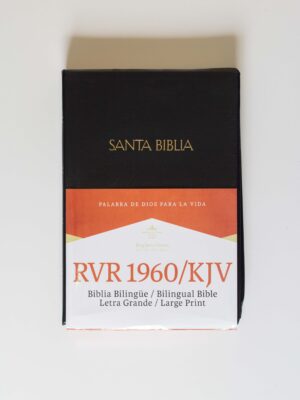 SANTA BIBLIA
PALABRA DE DIOS PARA LA VIDA
RVR 1960/KJV
Biblia Bilingüe / Bilingual Bible
Letra Grande / Large Print